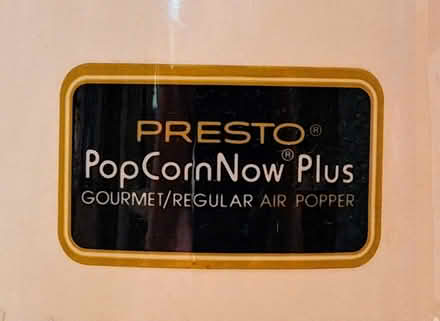 PRESTO®
PopCornNow® Plus
GOURMET/REGULAR AIR POPPER